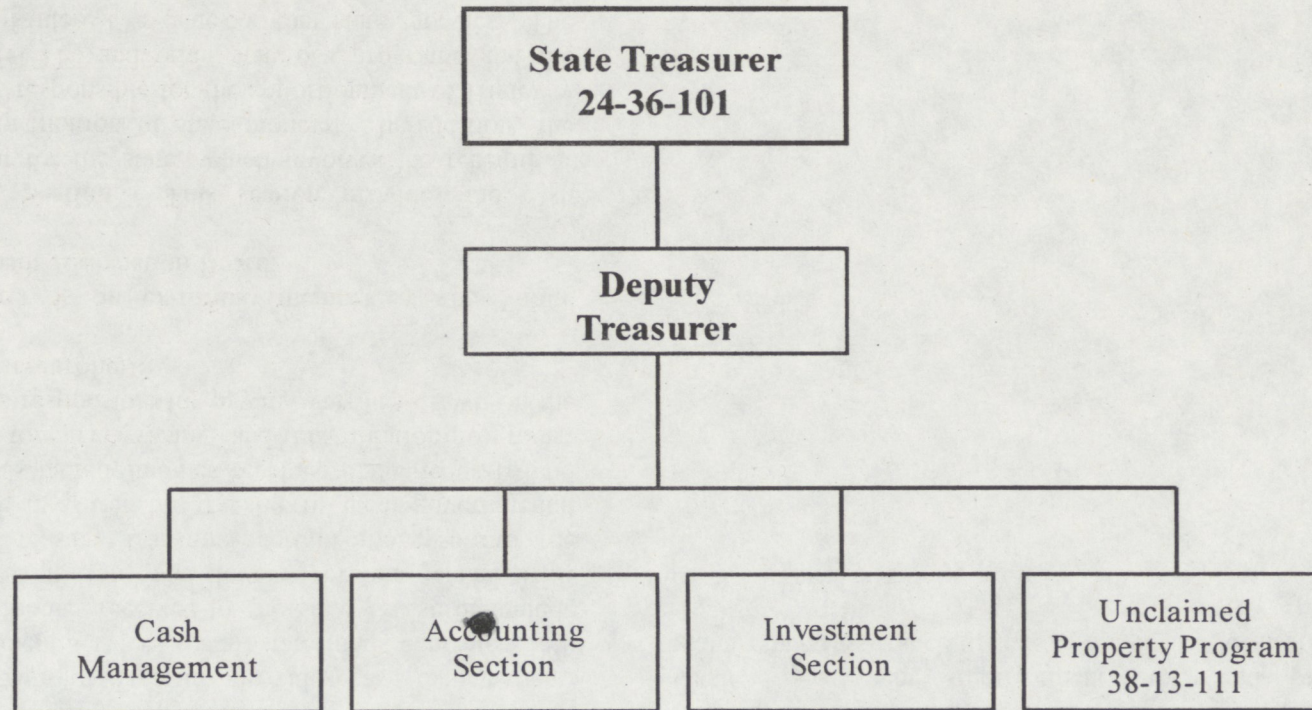 State Treasurer
24-36-101
Deputy
Treasurer
Cash
Management
Accounting
Section
Investment
Section
Unclaimed
Property Program
38-13-111